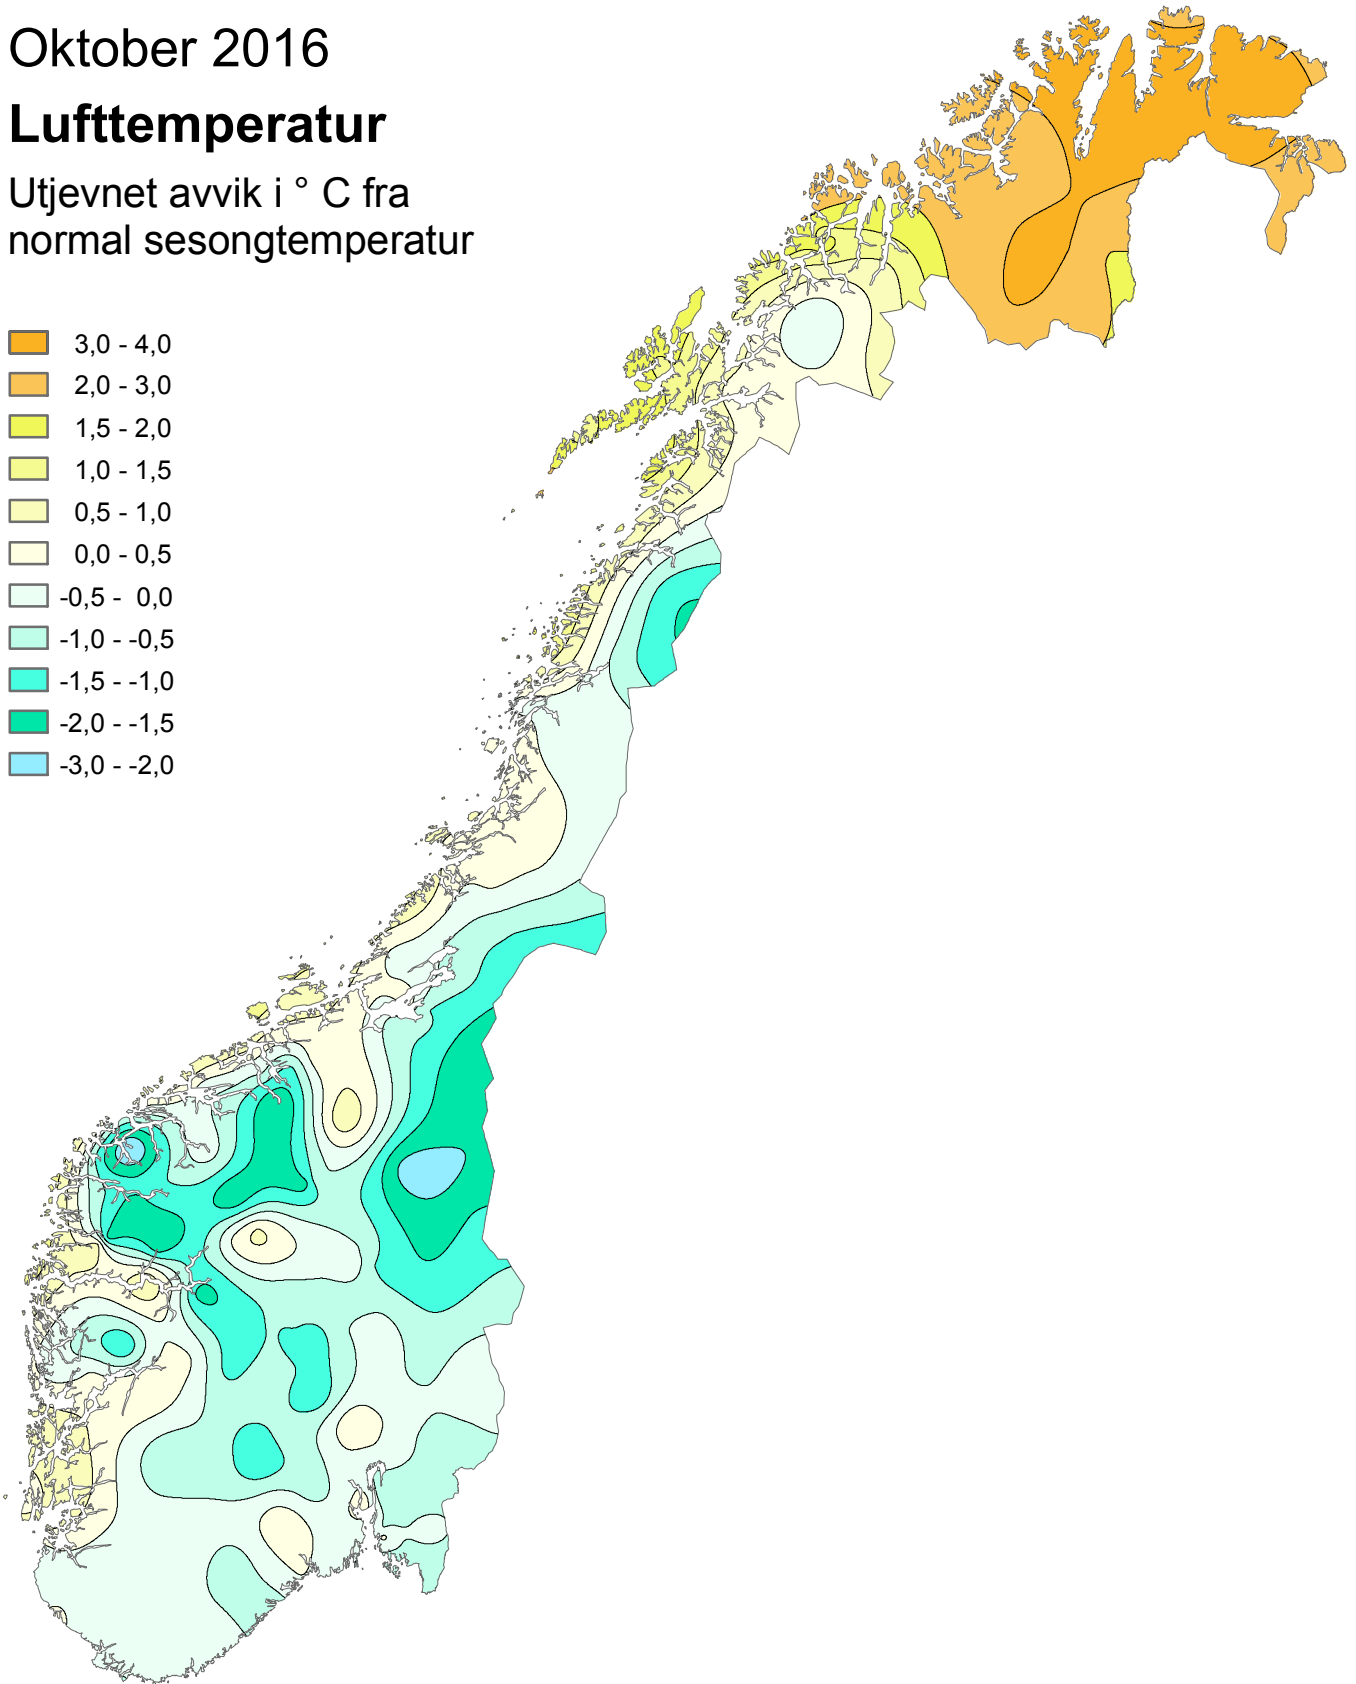 Oktober 2016
Lufttemperatur
Utjevnet avvik i ° C fra
normal sesongtemperatur
3,0 - 4,0
2,0 - 3,0
1,5 - 2,0
1,0 - 1,5
0,5 - 1,0
0,0 - 0,5
-0,5 - 0,0
-1,0 - -0,5
-1,5 - -1,0
-2,0 - -1,5
-3,0 - -2,0